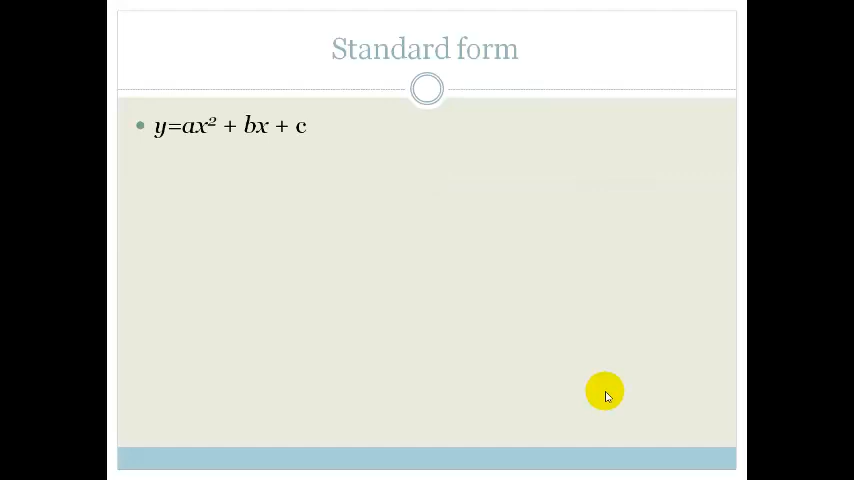 Standard form
• y=ax² + bx + c